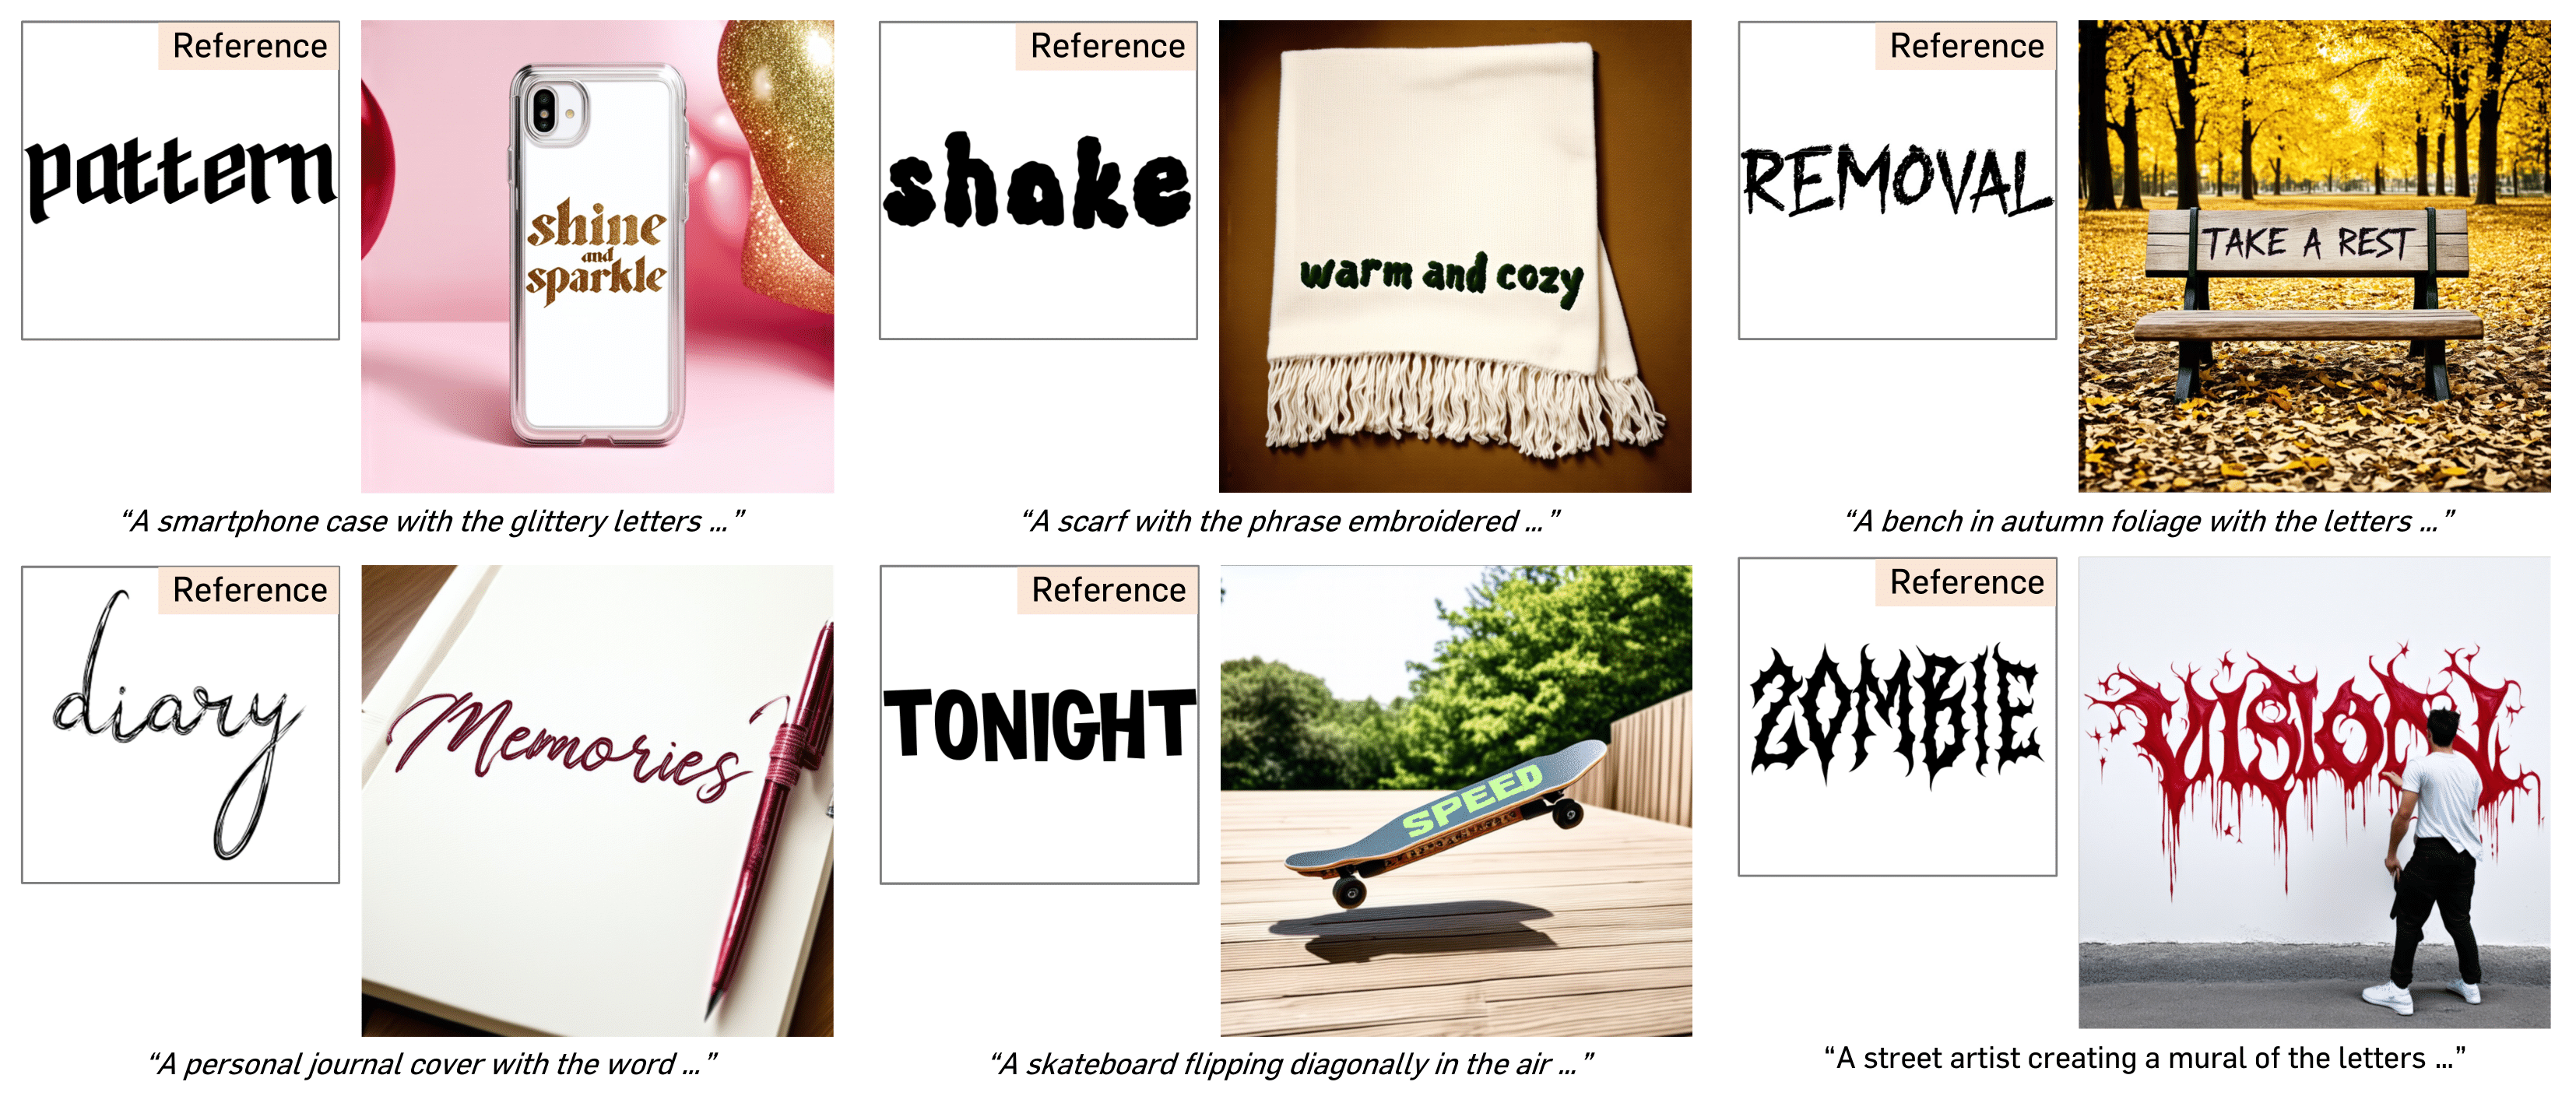 Reference
pattern
shine
and
sparkle
“A smartphone case with the glittery letters ...”
Reference
shake
warm and cozy
“A scarf with the phrase embroidered ...”
Reference
REMOVAL
TAKE A REST
“A bench in autumn foliage with the letters ...”
Reference
diary
Memories
“A personal journal cover with the word ...”
Reference
TONIGHT
SPEED
“A skateboard flipping diagonally in the air ...”
Reference
ZOMBIE
VISION
“A street artist creating a mural of the letters ...”